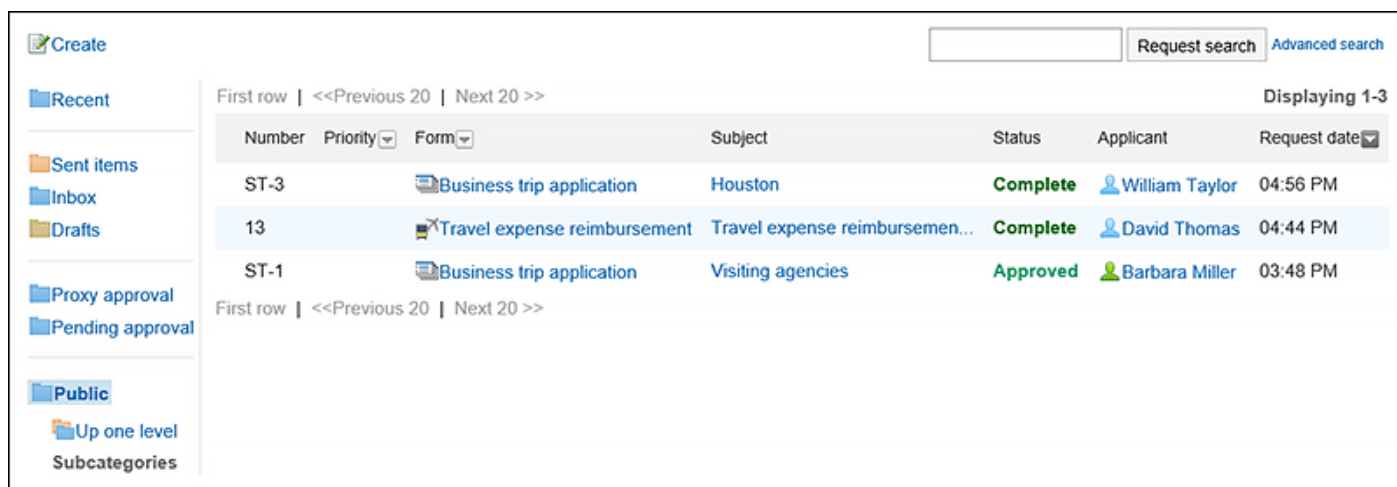 Create
Request search Advanced search
Recent
Sent items
Inbox
Drafts
Proxy approval
Pending approval
Public
Up one level
Subcategories
First row | <<Previous 20 | Next 20 >>
Displaying 1-3
Number Priority Form Subject Status Applicant Request date
ST-3 Business trip application Houston Complete William Taylor 04:56 PM
13 Travel expense reimbursement Travel expense reimbursemen... Complete David Thomas 04:44 PM
ST-1 Business trip application Visiting agencies Approved Barbara Miller 03:48 PM
First row | <<Previous 20 | Next 20 >>